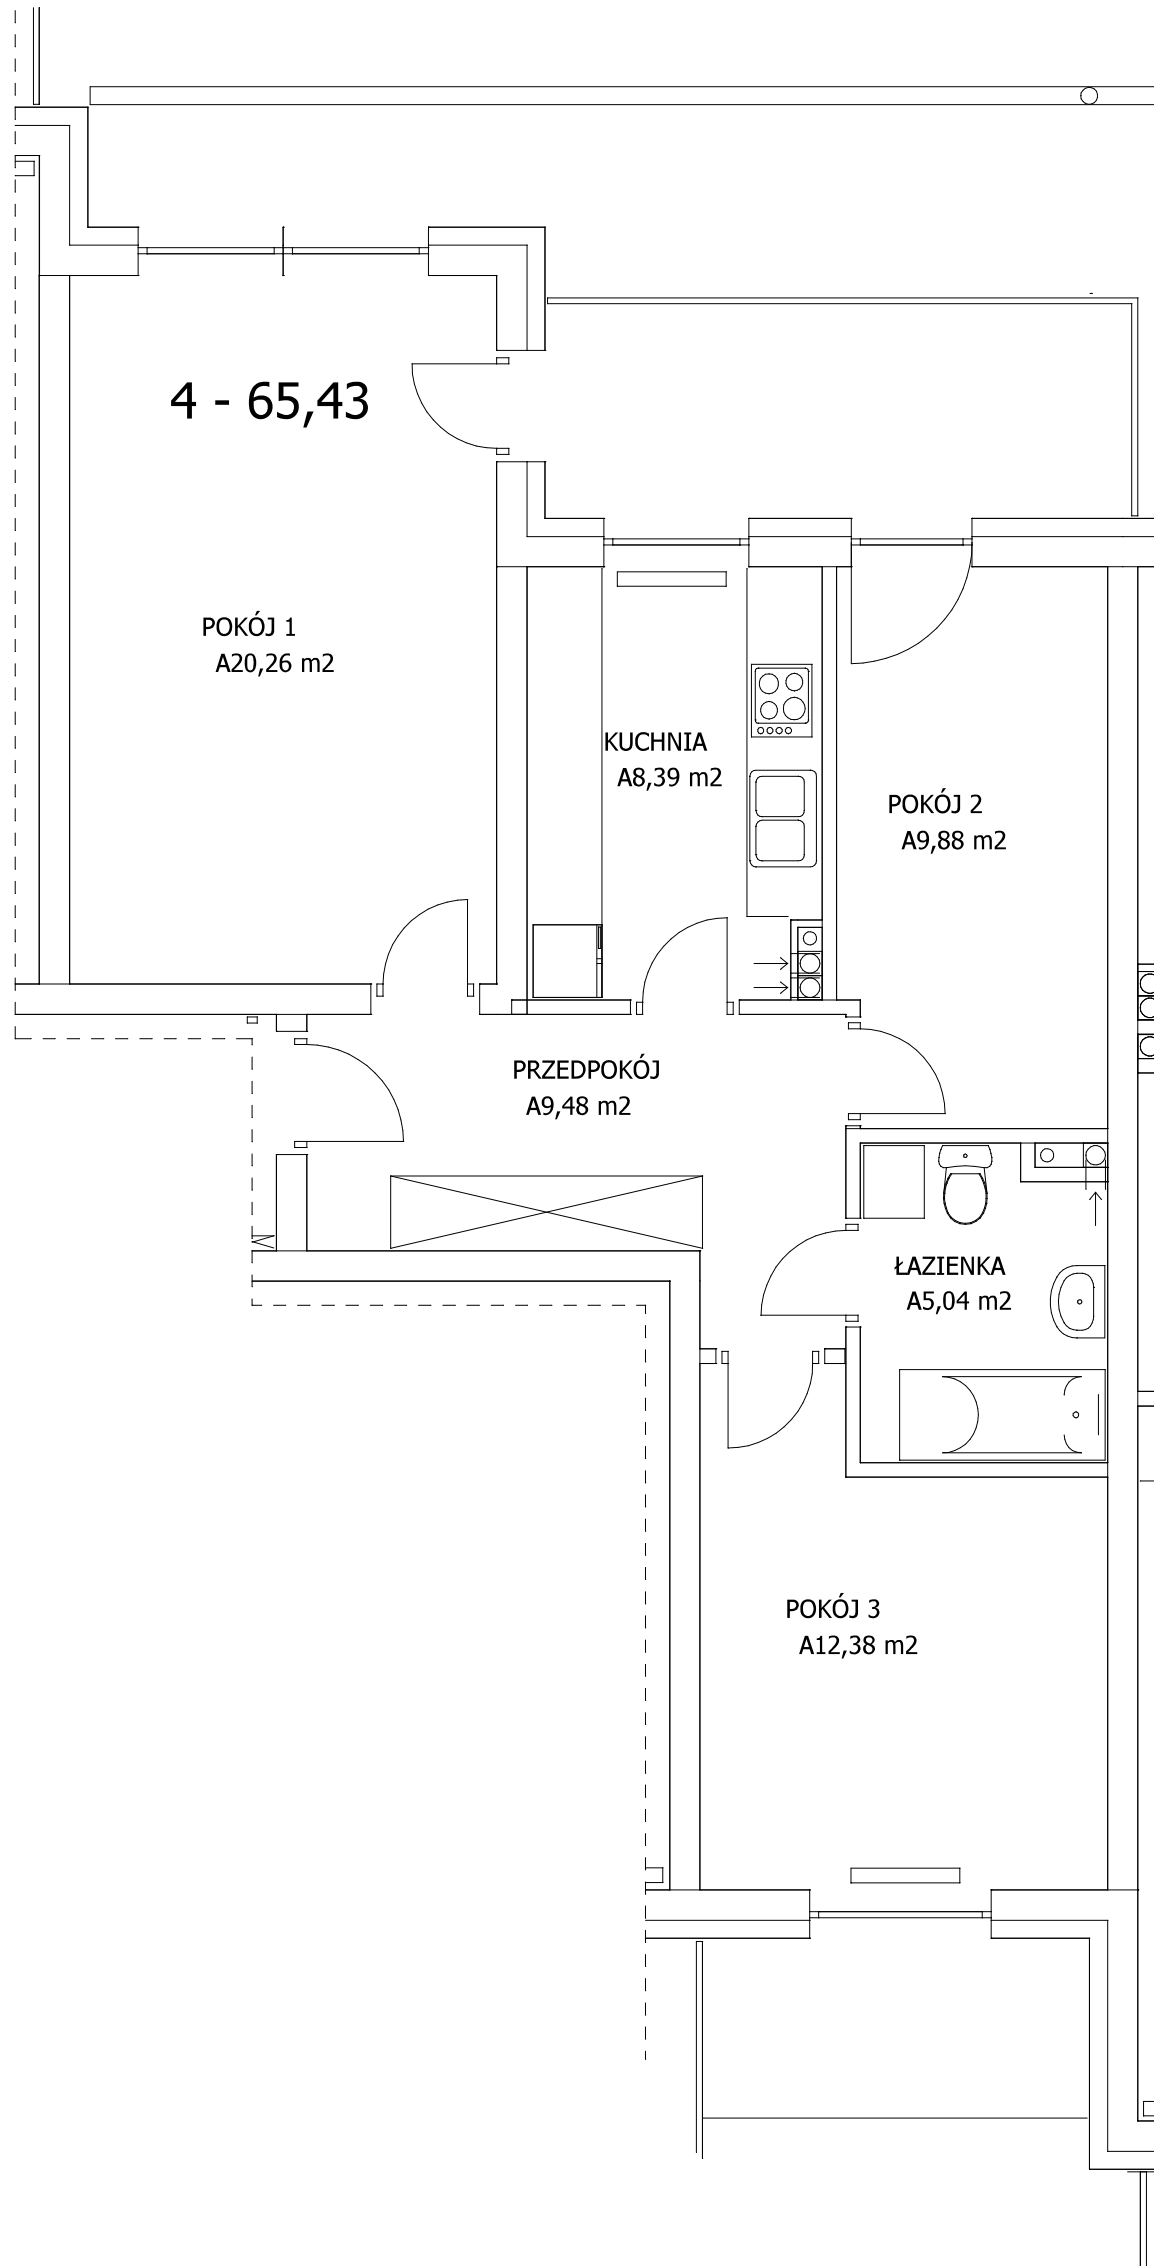 4 - 65,43
POKÓJ 1
A20,26 m2
KUCHNIA
A8,39 m2
POKÓJ 2
A9,88 m2
PRZEDPOKÓJ
A9,48 m2
ŁAZIENKA
A5,04 m2
POKÓJ 3
A12,38 m2